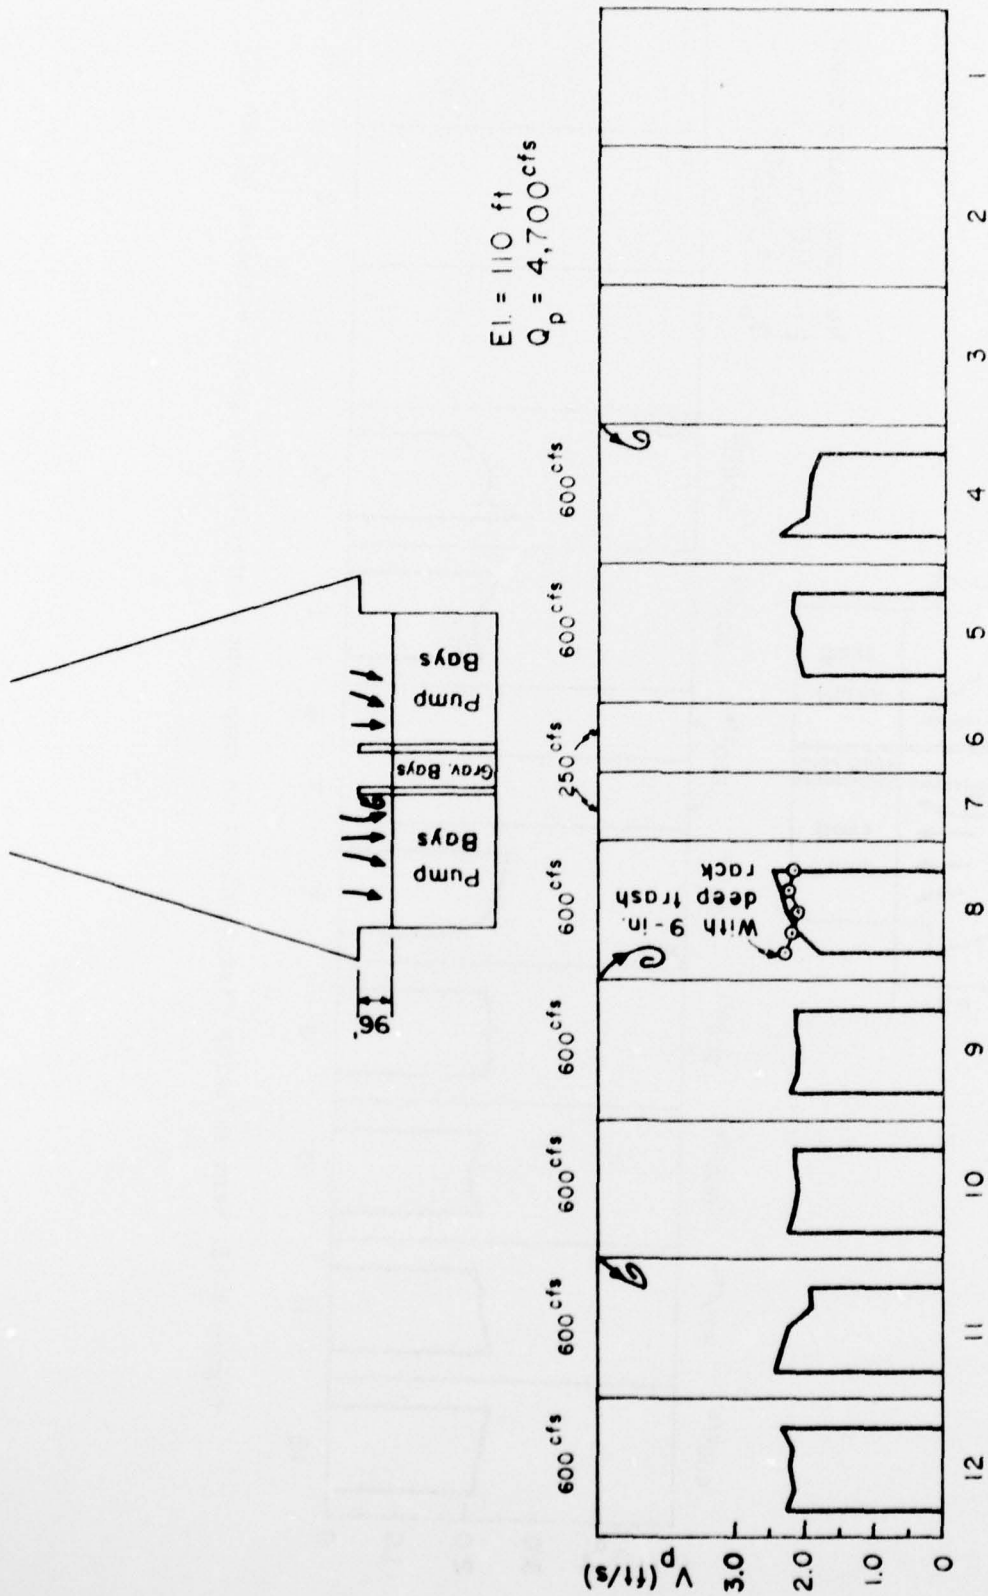 Pump
Bays
Grav. Bays
Pump
Bays
96'
El. = 110 ft
Qp = 4,700 cfs
600 cfs
600 cfs
600 cfs
600 cfs
600 cfs
250 cfs
600 cfs
600 cfs
With 9-in.
deep trash
rack
Vp (ft/s)
3.0
2.0
1.0
0
12
11
10
9
8
7
6
5
4
3
2
1